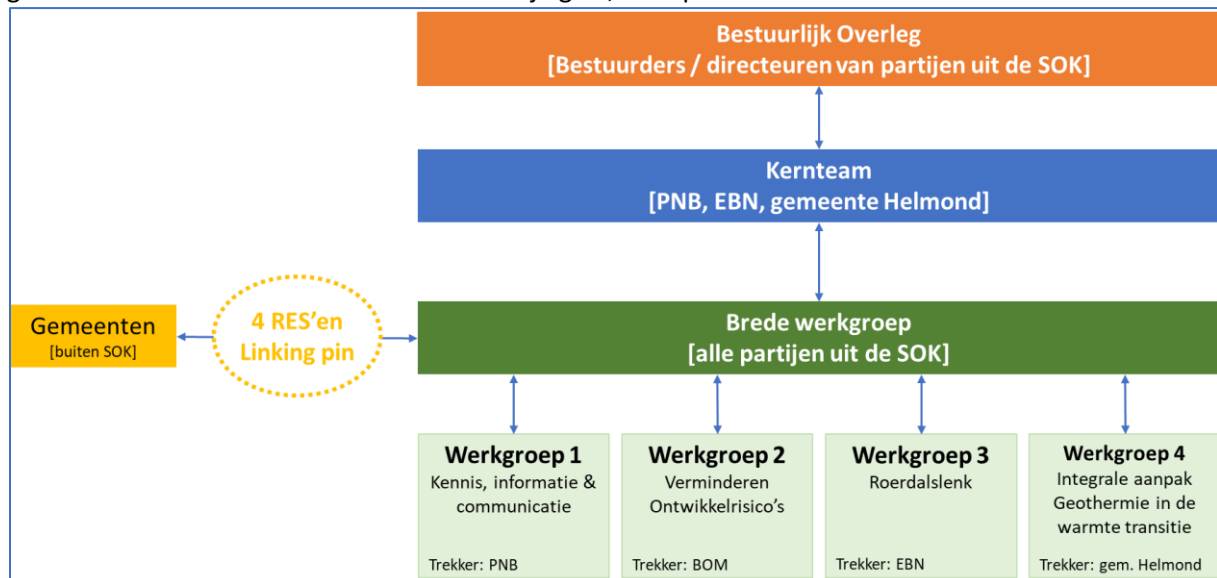 Bestuurlijk Overleg
[Bestuurders / directeuren van partijen uit de SOK]
Kernteam
[PNB, EBN, gemeente Helmond]
Gemeenten
[buiten SOK]
4 RES'en
Linking pin
Brede werkgroep
[alle partijen uit de SOK]
Werkgroep 1
Kennis, informatie &
communicatie
Trekker: PNB
Werkgroep 2
Verminderen
Ontwikkelrisico's
Trekker: BOM
Werkgroep 3
Roerdalslenk
Trekker: EBN
Werkgroep 4
Integrale aanpak
Geothermie in de
warmte transitie
Trekker: gem. Helmond